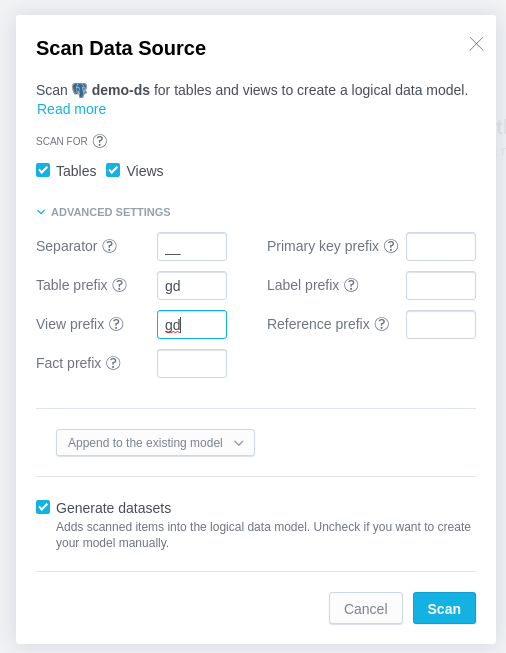 Scan Data Source
Scan demo-ds for tables and views to create a logical data model.
Read more
SCAN FOR ?
Tables Views
ADVANCED SETTINGS
Separator ? __ Primary key prefix ?
Table prefix ? gd Label prefix ?
View prefix ? gd Reference prefix ?
Fact prefix ?
Append to the existing model
Generate datasets
Adds scanned items into the logical data model. Uncheck if you want to create
your model manually.
Cancel Scan